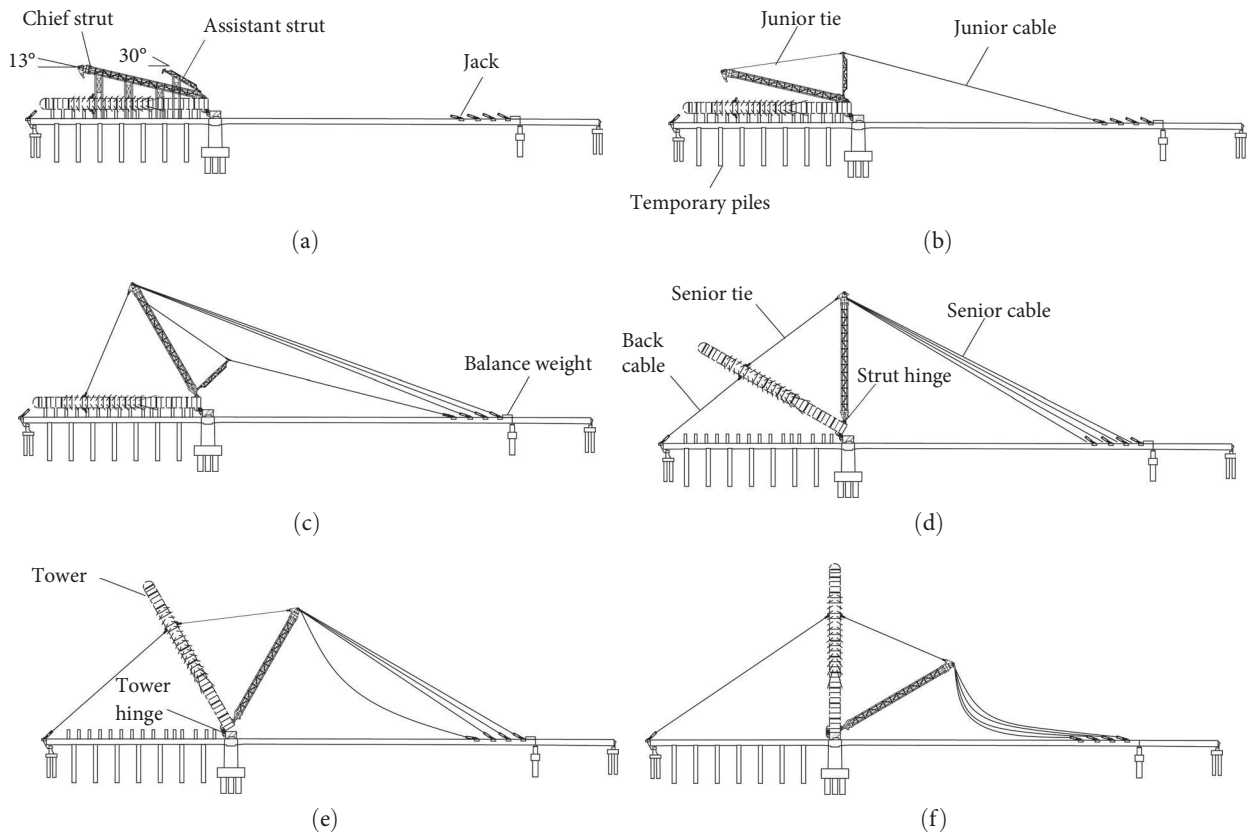 Chief strut
Assistant strut
13°
30°
Jack
(a)
Junior tie
Junior cable
Temporary piles
(b)
Balance weight
(c)
Senior tie
Senior cable
Back
cable
Strut hinge
(d)
Tower
Tower
hinge
(e)
(f)